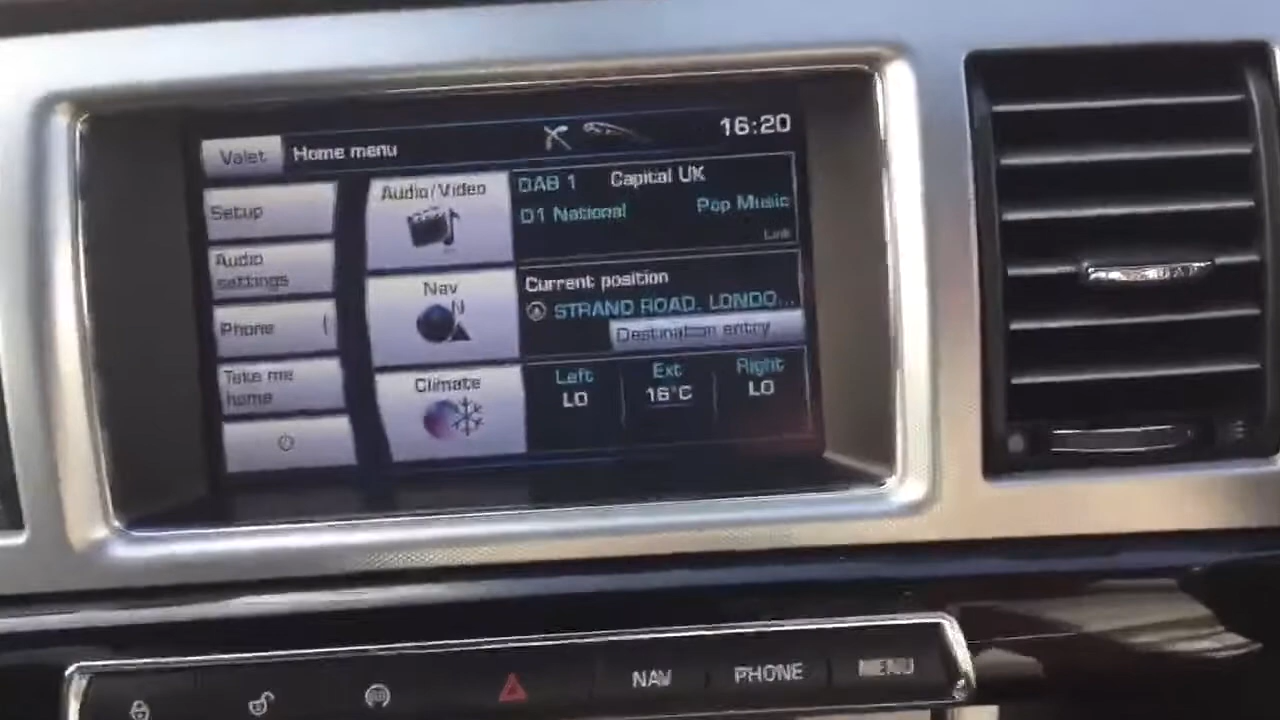 Valet
Home menu
16:20
Setup
Audio
settings
Phone
Take me
home
Audio/Video
DAB 1 Capital UK
D1 National Pop Music
Link
Nav
N
Current position
STRAND ROAD, LONDO...
Destination entry
Climate
Left Ext Right
LO 16°C LO
NAV PHONE MENU